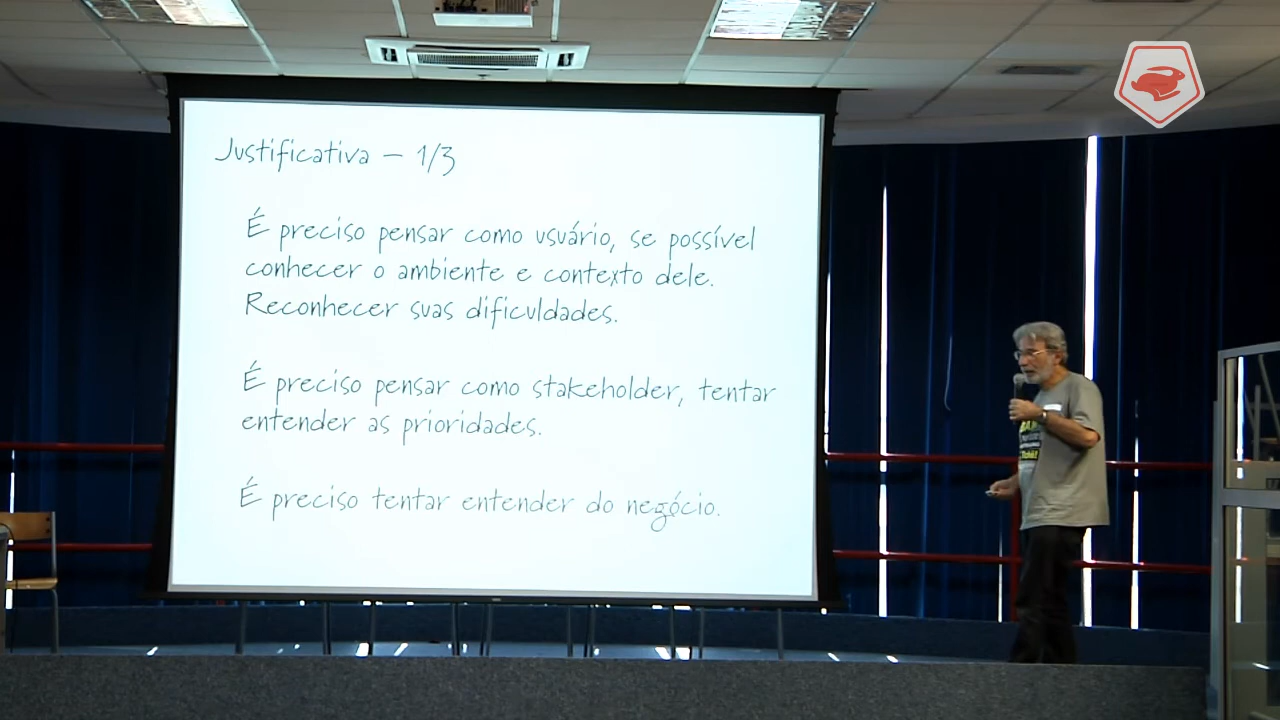 Justificativa – 1/3
É preciso pensar como usuário, se possível
conhecer o ambiente e contexto dele.
Reconhecer suas dificuldades.
É preciso pensar como stakeholder, tentar
entender as prioridades.
É preciso tentar entender do negócio.